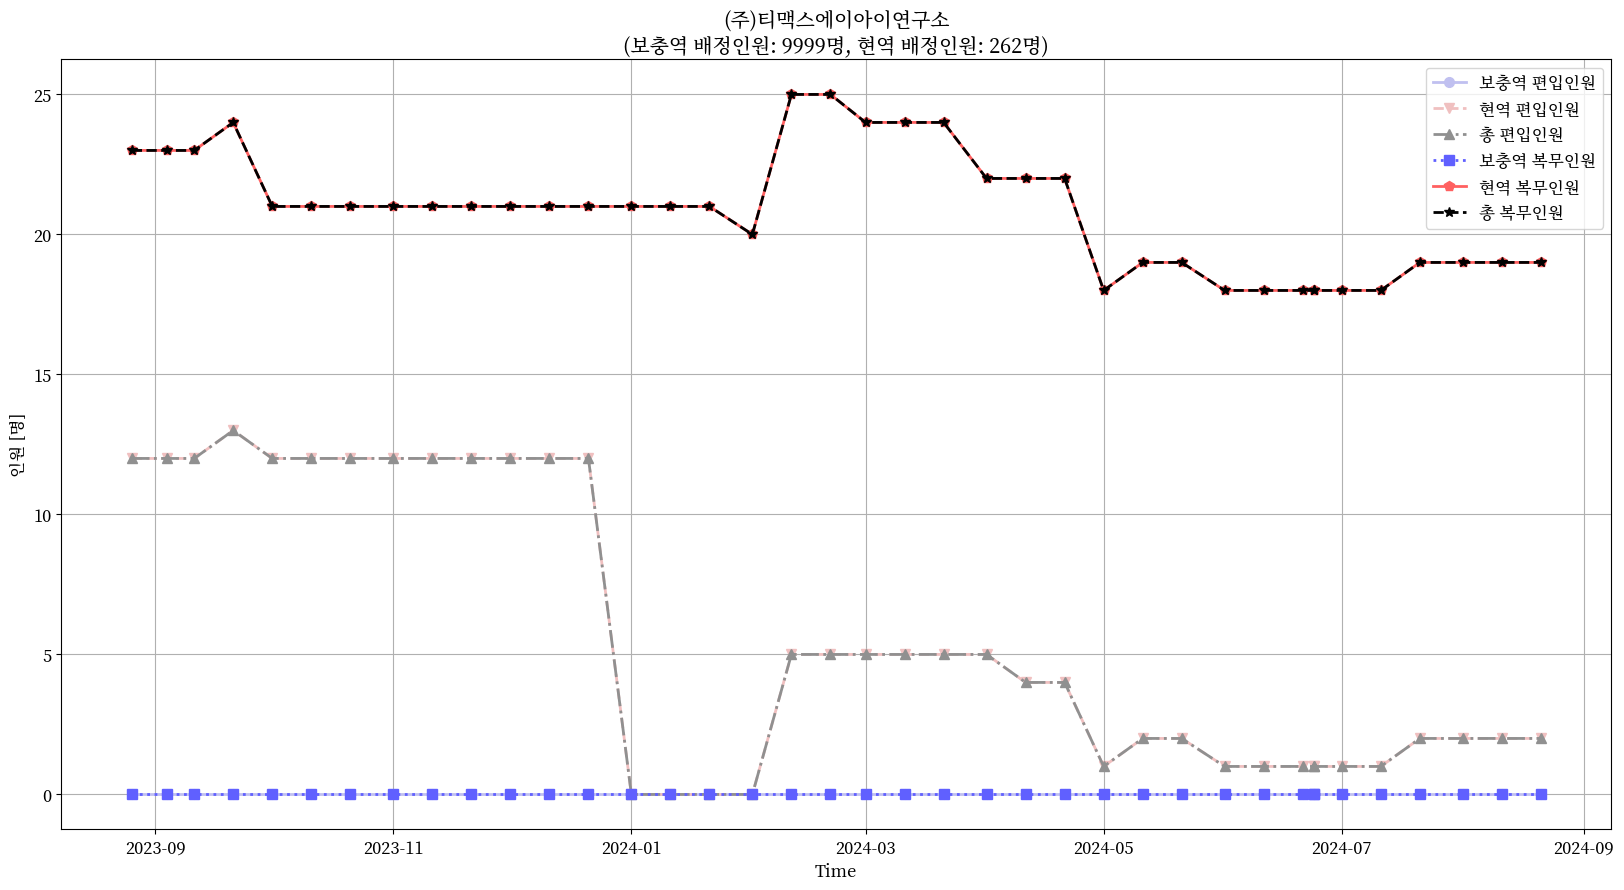 (주)티맥스에이아이연구소
(보충역 배정인원: 9999명, 현역 배정인원: 262명)
보충역 편입인원
현역 편입인원
총 편입인원
보충역 복무인원
현역 복무인원
총 복무인원
인원 [명]
25
20
15
10
5
0
2023-09
2023-11
2024-01
2024-03
2024-05
2024-07
2024-09
Time